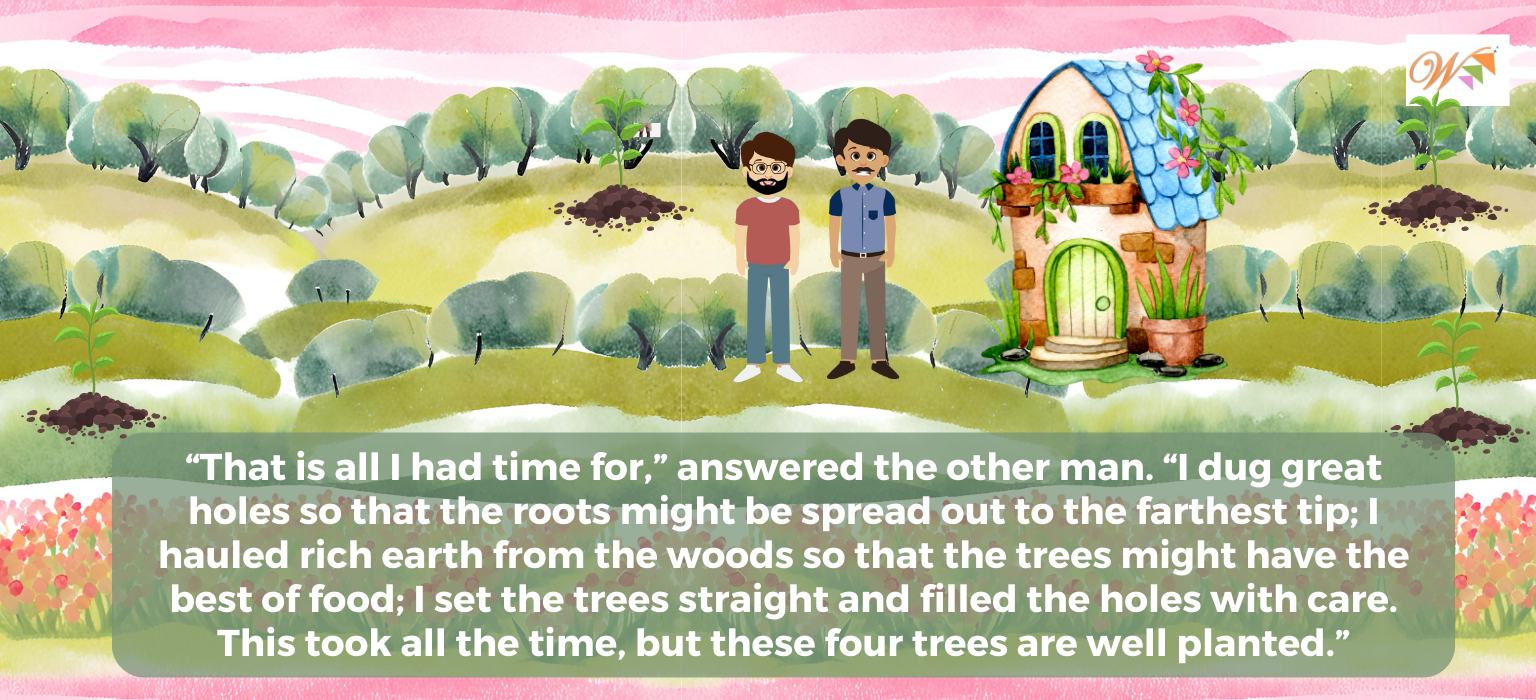 W
“That is all I had time for,” answered the other man. “I dug great
holes so that the roots might be spread out to the farthest tip; I
hauled rich earth from the woods so that the trees might have the
best of food; I set the trees straight and filled the holes with care.
This took all the time, but these four trees are well planted.”